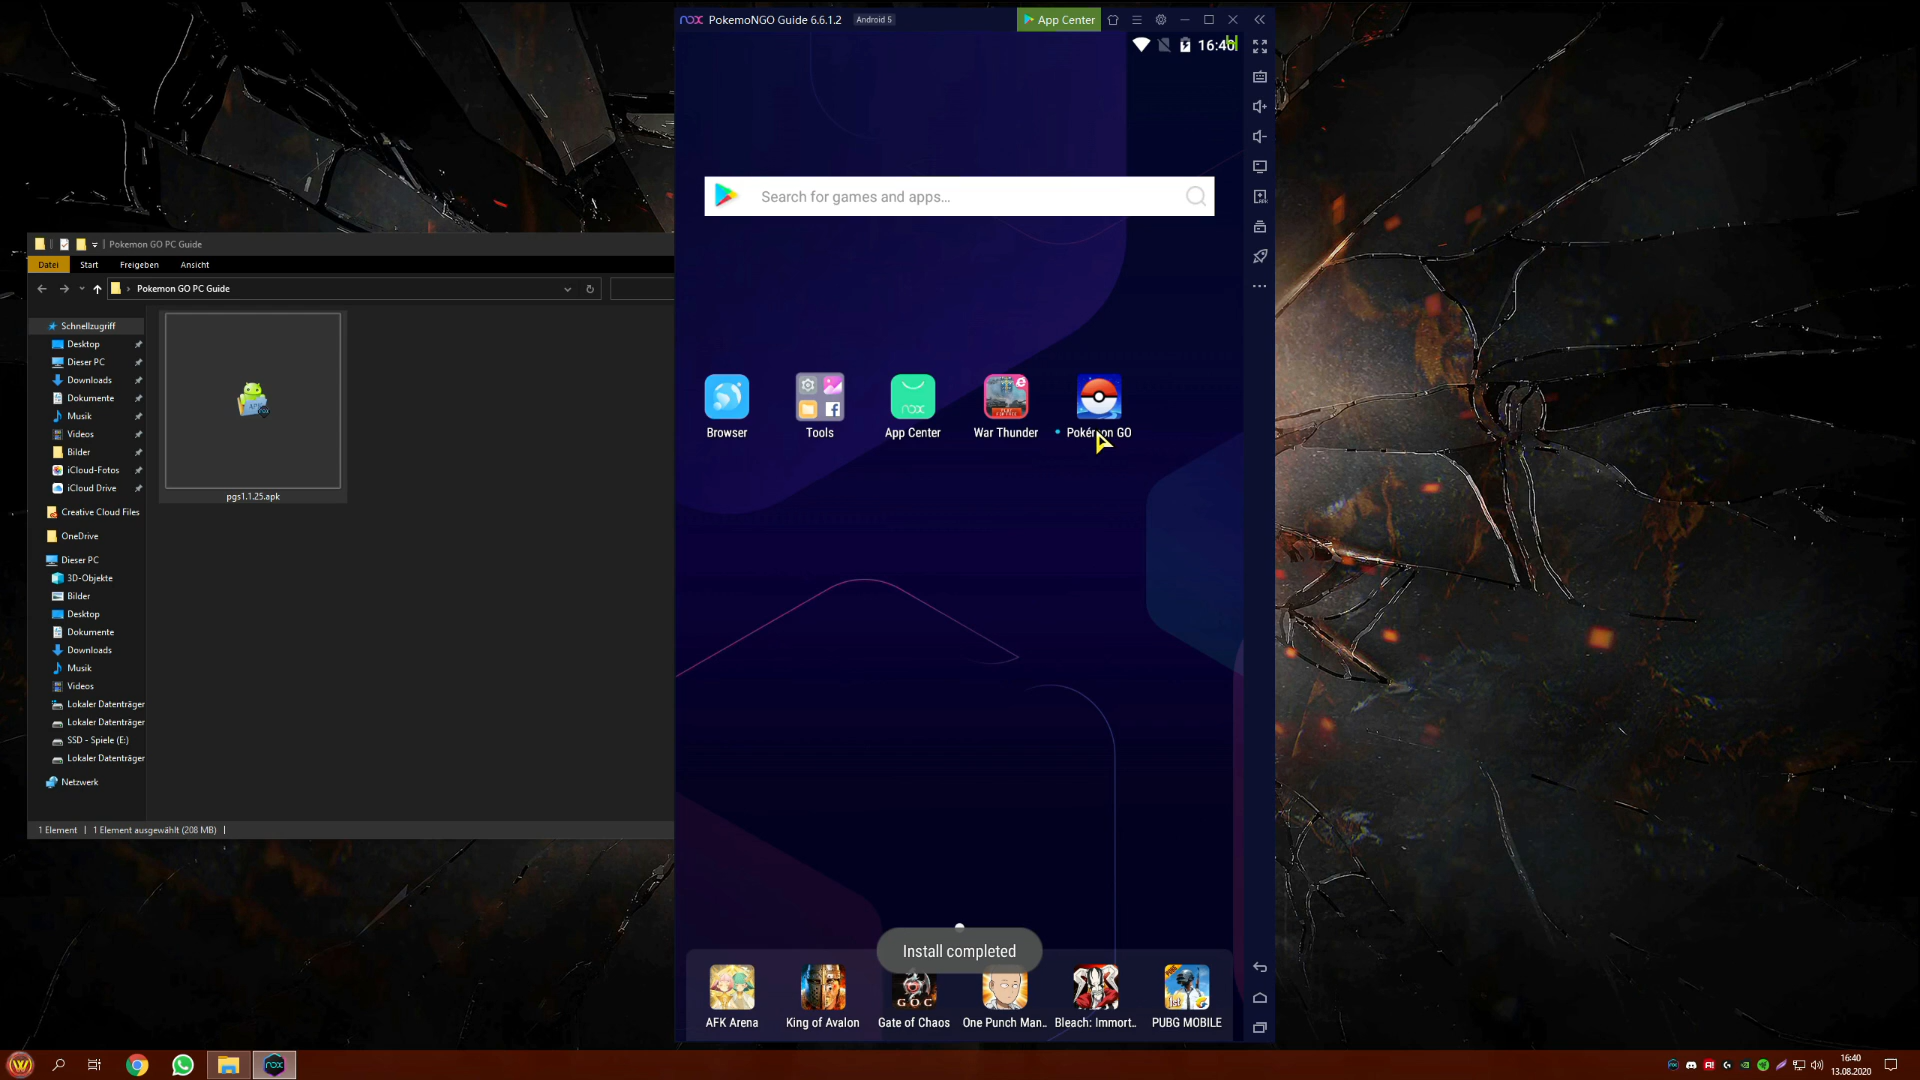 nox PokemoNGO Guide 6.6.1.2 Android 5 App Center
16:40
Search for games and apps...
Browser
Tools
App Center
War Thunder
Pokémon GO
Install completed
AFK Arena
King of Avalon
Gate of Chaos
One Punch Man..
Bleach: Immort..
PUBG MOBILE
Pokemon GO PC Guide
Datei Start Freigeben Ansicht
Pokemon GO PC Guide
Schnellzugriff
Desktop
Dieser PC
Downloads
Dokumente
Musik
Videos
Bilder
iCloud-Fotos
iCloud Drive
Creative Cloud Files
OneDrive
Dieser PC
3D-Objekte
Bilder
Desktop
Dokumente
Downloads
Musik
Videos
Lokaler Datenträger
Lokaler Datenträger
SSD - Spiele (E:)
Lokaler Datenträger
Netzwerk
pgs1.1.25.apk
1 Element 1 Element ausgewählt (208 MB)
16:40
13.08.2020